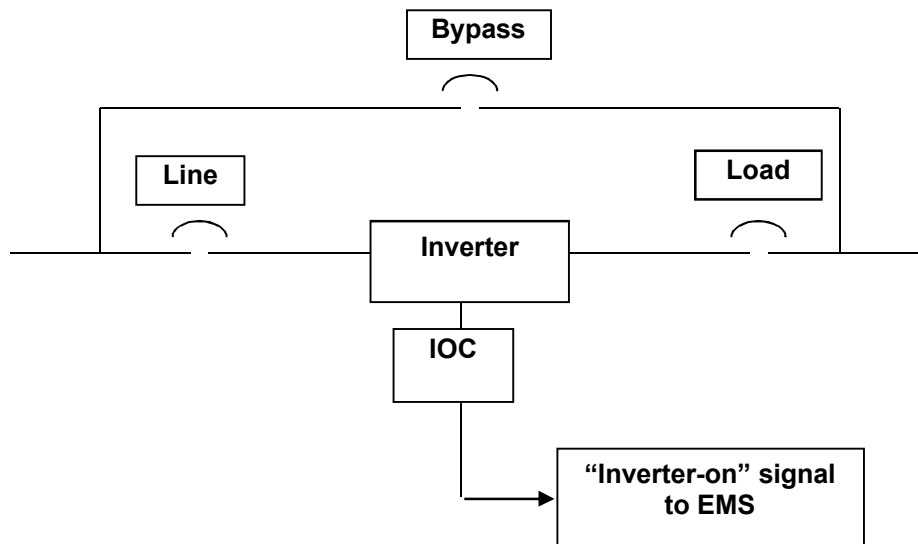 Bypass
Line
Load
Inverter
IOC
“Inverter-on” signal
to EMS